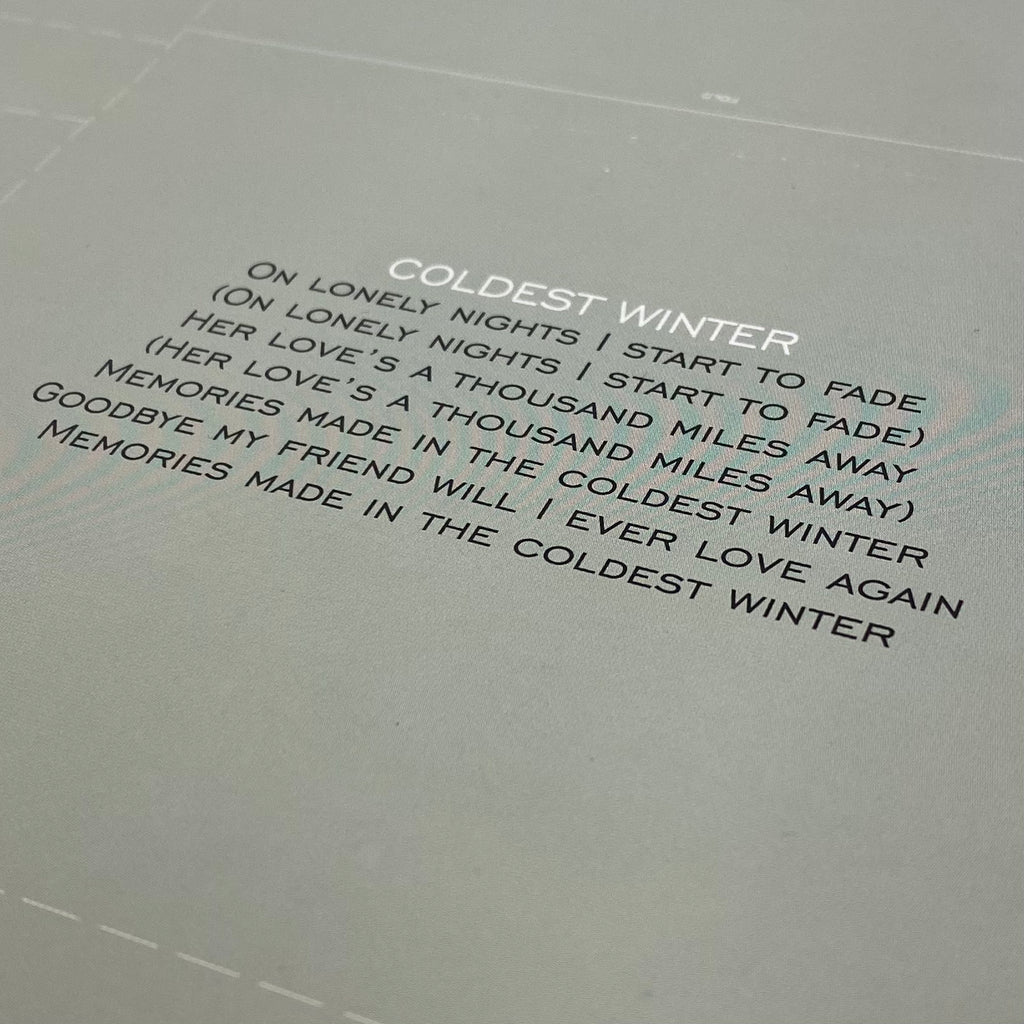 COLDEST WINTER
ON LONELY NIGHTS I START TO FADE
(ON LONELY NIGHTS I START TO FADE)
HER LOVE'S A THOUSAND MILES AWAY
(HER LOVE'S A THOUSAND MILES AWAY)
MEMORIES MADE IN THE COLDEST WINTER
GOODBYE MY FRIEND WILL I EVER LOVE AGAIN
MEMORIES MADE IN THE COLDEST WINTER